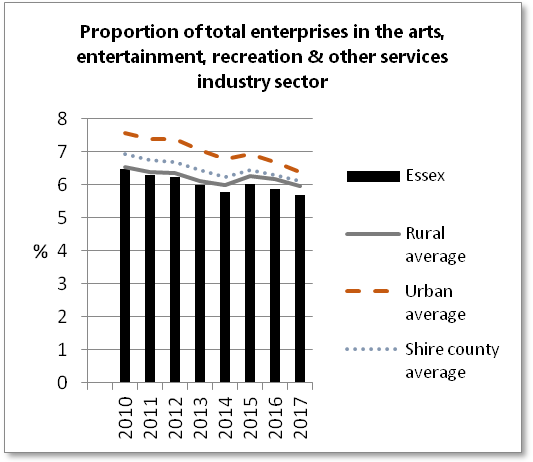 Proportion of total enterprises in the arts,
entertainment, recreation & other services
industry sector
8
7
6
5
4
3
2
1
0
%
2010
2011
2012
2013
2014
2015
2016
2017
Essex
Rural
average
Urban
average
Shire county
average